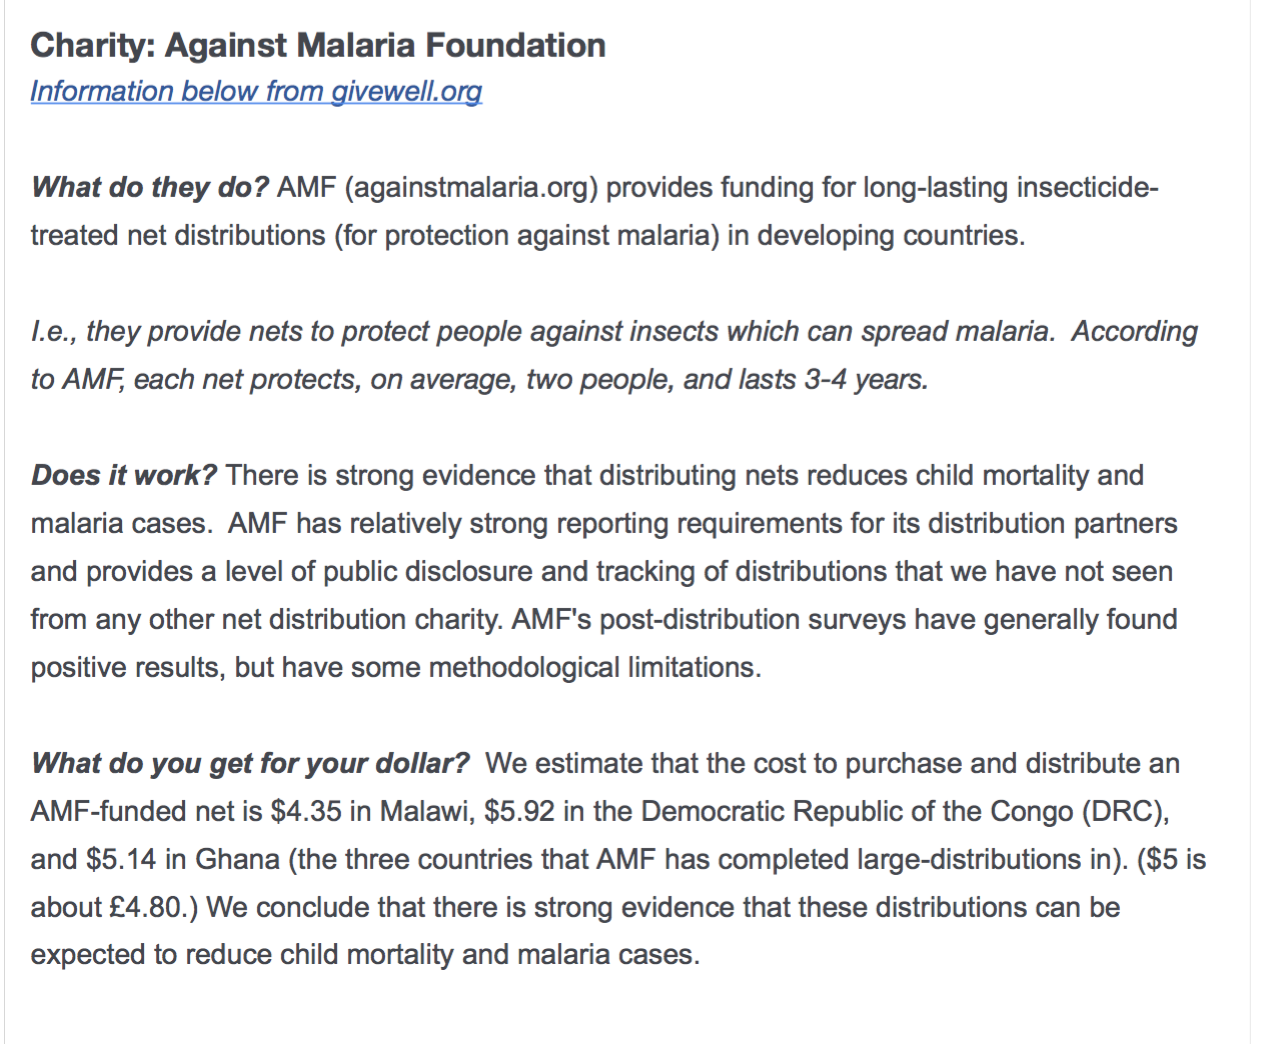 Charity: Against Malaria Foundation
Information below from givewell.org
What do they do? AMF (againstmalaria.org) provides funding for long-lasting insecticide-
treated net distributions (for protection against malaria) in developing countries.
I.e., they provide nets to protect people against insects which can spread malaria.  According
to AMF, each net protects, on average, two people, and lasts 3-4 years.
Does it work? There is strong evidence that distributing nets reduces child mortality and
malaria cases.  AMF has relatively strong reporting requirements for its distribution partners
and provides a level of public disclosure and tracking of distributions that we have not seen
from any other net distribution charity. AMF's post-distribution surveys have generally found
positive results, but have some methodological limitations.
What do you get for your dollar?  We estimate that the cost to purchase and distribute an
AMF-funded net is $4.35 in Malawi, $5.92 in the Democratic Republic of the Congo (DRC),
and $5.14 in Ghana (the three countries that AMF has completed large-distributions in). ($5 is
about £4.80.) We conclude that there is strong evidence that these distributions can be
expected to reduce child mortality and malaria cases.